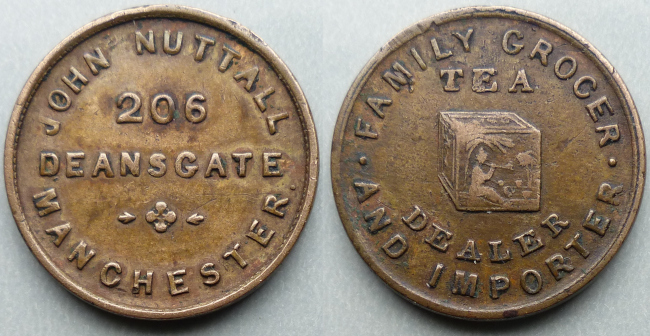 JOHN NUTTALL
206
DEANSGATE
MANCHESTER.
FAMILY GROCER
TEA
DEALER
AND IMPORTER